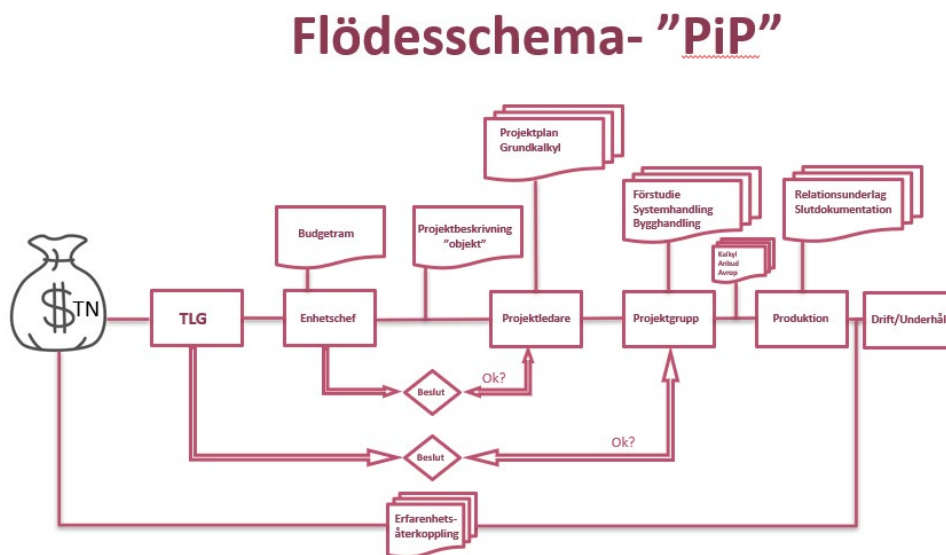 Flödesschema- ”PiP”
Projektplan
Grundkalkyl
Förstudie
Systemhandling
Bygghandling
Relationsunderlag
Slutdokumentation
Budgetram
Projektbeskrivning
”objekt”
Kalkyl
Anbud
Avrop
$ TN
TLG
Enhetschef
Projektledare
Projektgrupp
Produktion
Drift/Underhål
Beslut
Ok?
Beslut
Ok?
Erfarenhets-
återkoppling